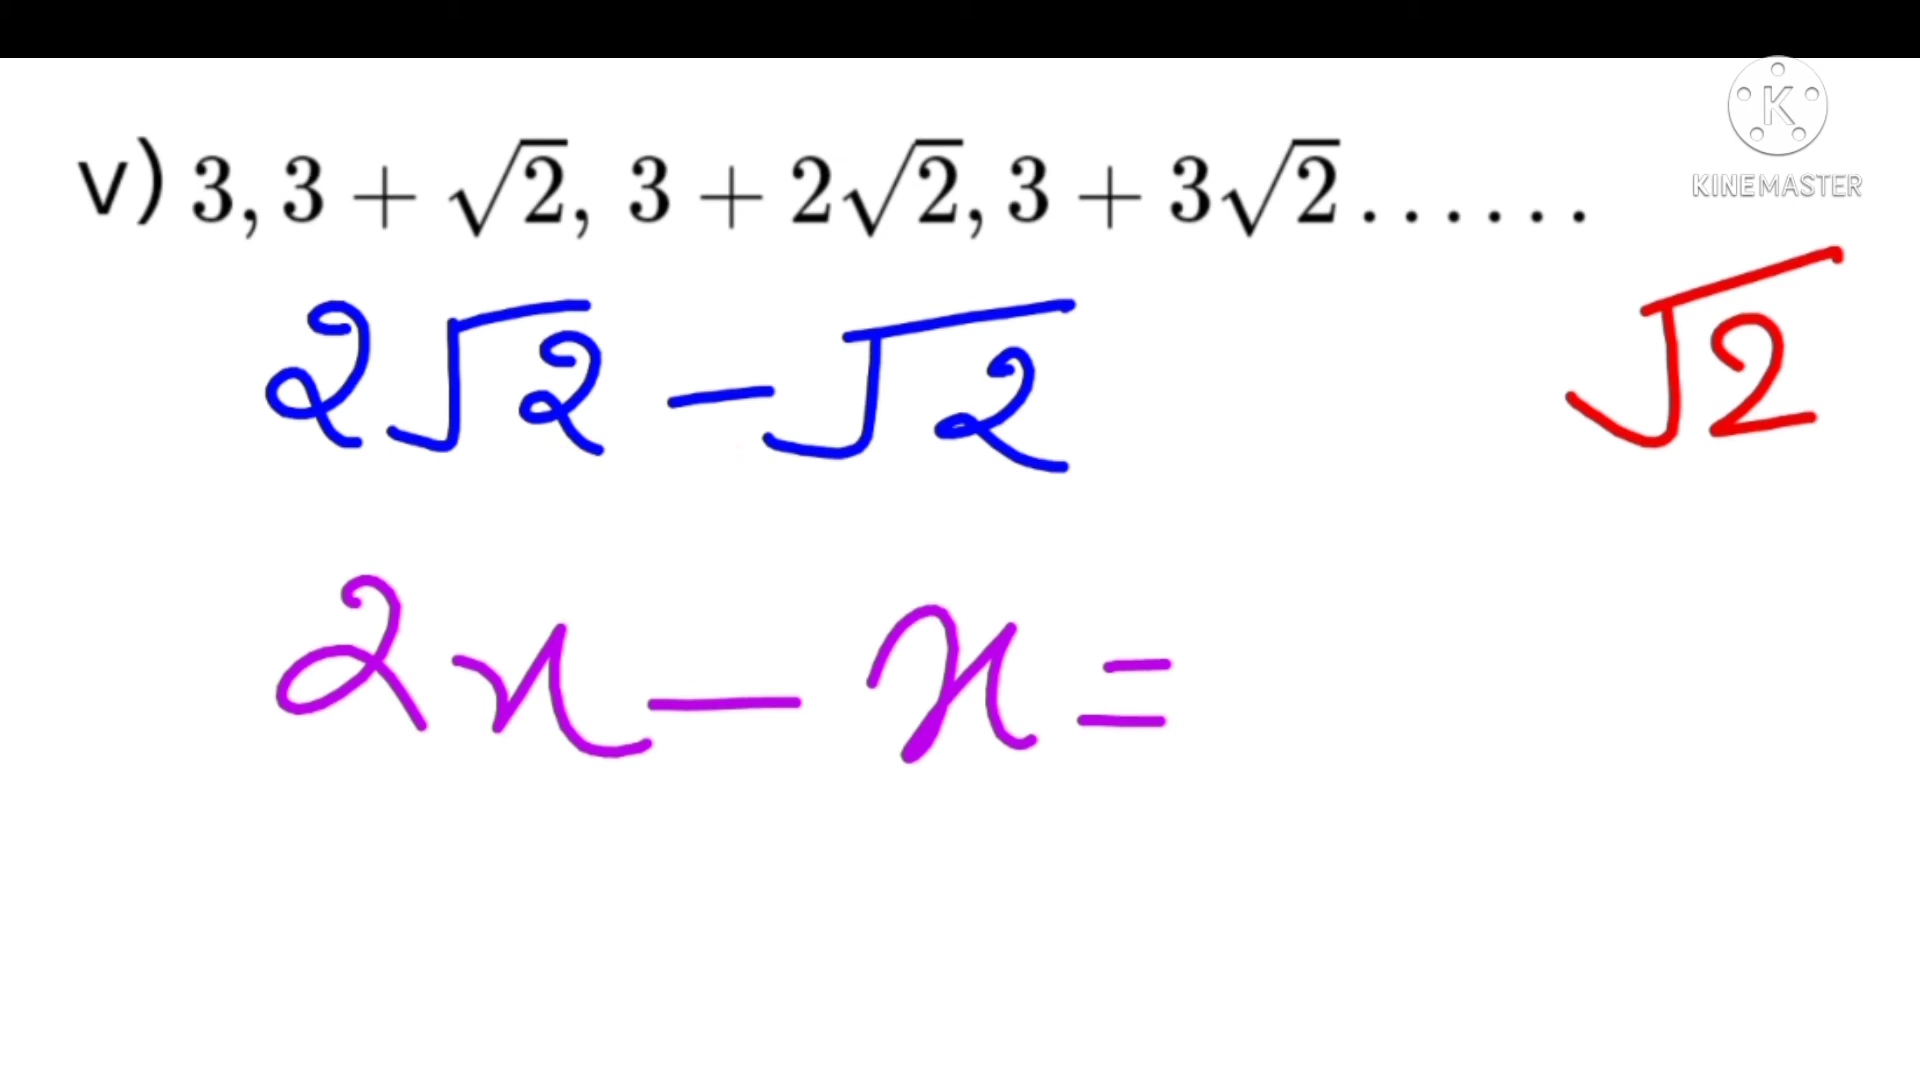 K
KINEMASTER
v) 3, 3 + √2, 3 + 2√2, 3 + 3√2 . . . . . .
√2
2√2 − √2
2x − x =